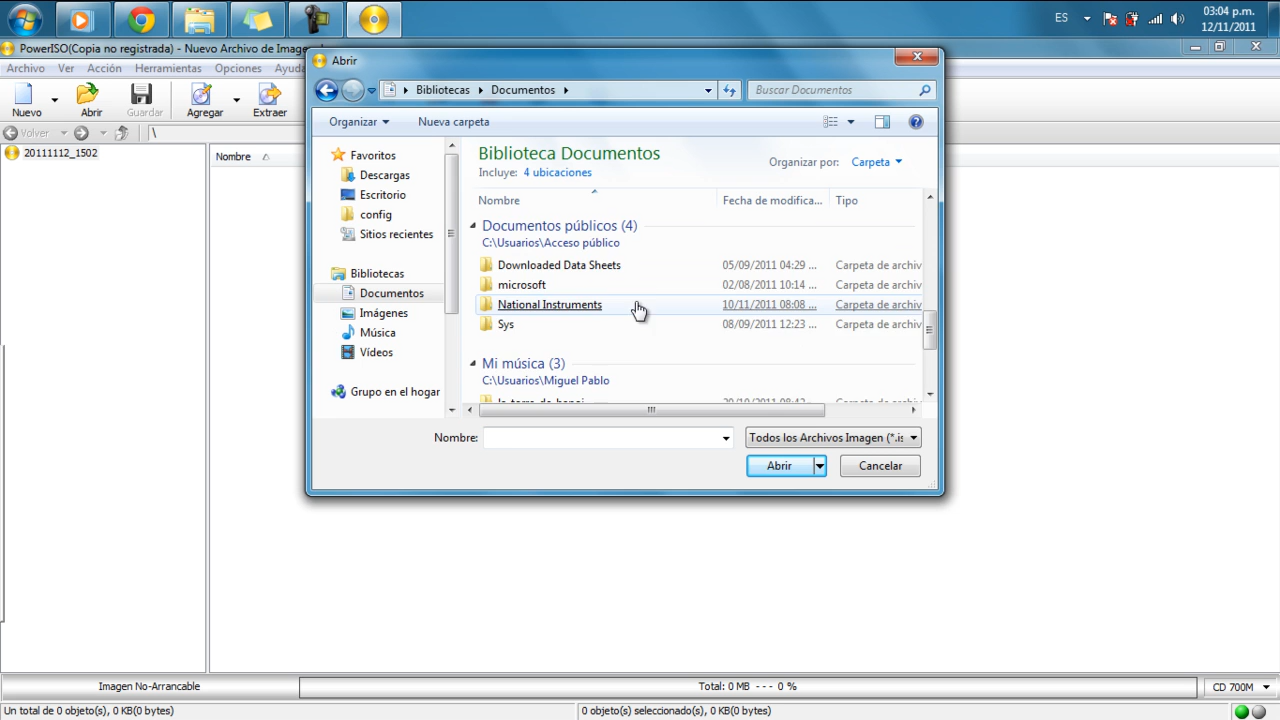 ES
03:04 p.m.
12/11/2011
PowerISO(Copia no registrada) - Nuevo Archivo de Imagen
Archivo Ver Acción Herramientas Opciones Ayuda
Nuevo Abrir Guardar Agregar Extraer
Volver \
20111112_1502
Nombre
Abrir
Bibliotecas Documentos
Buscar Documentos
Organizar Nueva carpeta
Favoritos
Descargas
Escritorio
config
Sitios recientes
Bibliotecas
Documentos
Imágenes
Música
Vídeos
Grupo en el hogar
Biblioteca Documentos
Incluye: 4 ubicaciones
Organizar por: Carpeta
Nombre Fecha de modifica... Tipo
Documentos públicos (4)
C:\Usuarios\Acceso público
Downloaded Data Sheets 05/09/2011 04:29 ... Carpeta de archiv
microsoft 02/08/2011 10:14 ... Carpeta de archiv
National Instruments 10/11/2011 08:08 ... Carpeta de archiv
Sys 08/09/2011 12:23 ... Carpeta de archiv
Mi música (3)
C:\Usuarios\Miguel Pablo
Nombre:
Todos los Archivos Imagen (*.is
Abrir Cancelar
Imagen No-Arrancable
Total: 0 MB --- 0 %
CD 700M
Un total de 0 objeto(s), 0 KB(0 bytes)
0 objeto(s) seleccionado(s), 0 KB(0 bytes)